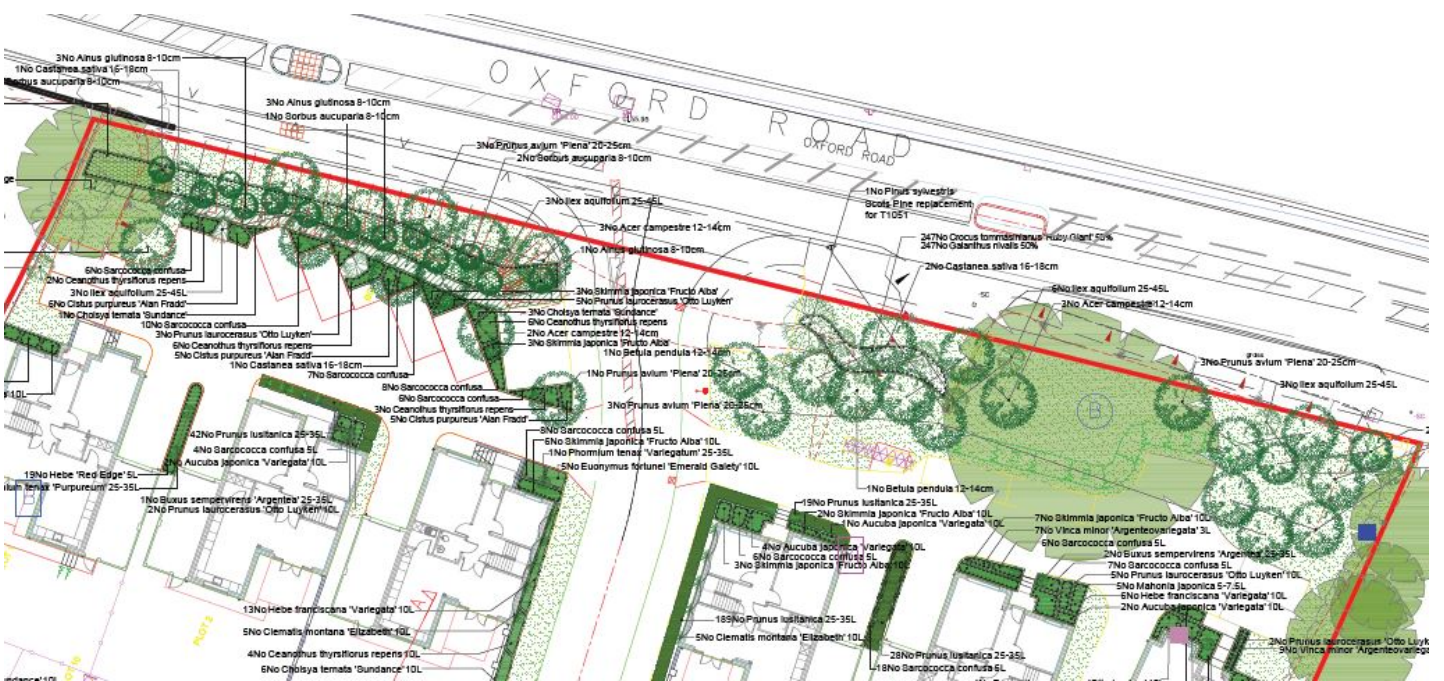 3No Alnus glutinosa 8-10cm
1No Castanea sativa 16-18cm
Sorbus aucuparia 8-10cm
OXFORD ROAD
OXFORD ROAD
3No Alnus glutinosa 8-10cm
1No Sorbus aucuparia 8-10cm
3No Prunus avium 'Plena' 20-25cm
2No Sorbus aucuparia 8-10cm
3No Ilex aquifolium 25-45L
3No Acer campestre 12-14cm
1No Alnus glutinosa 8-10cm
1No Pinus sylvestris
Scots Pine replacement
for T1051
247No Crocus tommasinianus 'Ruby Giant' 50%
247No Galanthus nivalis 50%
2No Castanea sativa 16-18cm
6No Ilex aquifolium 25-45L
3No Acer campestre 12-14cm
3No Prunus avium 'Plena' 20-25cm
3No Ilex aquifolium 25-45L
6No Sarcococca confusa
2No Ceanothus thyrsiflorus repens
3No Ilex aquifolium 25-45L
5No Cistus purpureus 'Alan Fradd'
1No Choisya ternata 'Sundance'
10No Sarcococca confusa
3No Prunus laurocerasus 'Otto Luyken'
6No Ceanothus thyrsiflorus repens
5No Cistus purpureus 'Alan Fradd'
1No Castanea sativa 16-18cm
7No Sarcococca confusa
3No Skimmia japonica 'Fructo Alba'
5No Prunus laurocerasus 'Otto Luyken'
3No Choisya ternata 'Sundance'
6No Ceanothus thyrsiflorus repens
2No Acer campestre 12-14cm
3No Skimmia japonica 'Fructo Alba'
1No Betula pendula 12-14cm
1No Prunus avium 'Plena' 20-25cm
8No Sarcococca confusa
6No Sarcococca confusa
3No Ceanothus thyrsiflorus repens
5No Cistus purpureus 'Alan Fradd'
3No Prunus avium 'Plena' 20-25cm
B
42No Prunus lusitanica 25-35L
4No Sarcococca confusa 5L
Aucuba japonica 'Variegata' 10L
19No Hebe 'Red Edge' 5L
tenax 'Purpureum' 25-35L
1No Buxus sempervirens 'Argentea' 25-35L
2No Prunus laurocerasus 'Otto Luyken' 10L
8No Sarcococca confusa 5L
6No Skimmia japonica 'Fructo Alba' 10L
1No Phormium tenax 'Variegatum' 25-35L
5No Euonymus fortunei 'Emerald Gaiety' 10L
1No Betula pendula 12-14cm
19No Prunus lusitanica 25-35L
2No Skimmia japonica 'Fructo Alba' 10L
1No Aucuba japonica 'Variegata' 10L
4No Aucuba japonica 'Variegata' 10L
6No Sarcococca confusa 5L
3No Skimmia japonica 'Fructo Alba' 10L
7No Skimmia japonica 'Fructo Alba' 10L
7No Vinca minor 'Argenteovariegata' 3L
6No Sarcococca confusa 5L
2No Buxus sempervirens 'Argentea' 25-35L
7No Sarcococca confusa 5L
5No Prunus laurocerasus 'Otto Luyken' 10L
5No Mahonia japonica 5-7.5L
6No Hebe franciscana 'Variegata' 10L
2No Aucuba japonica 'Variegata' 10L
13No Hebe franciscana 'Variegata' 10L
5No Clematis montana 'Elizabeth' 10L
4No Ceanothus thyrsiflorus repens 10L
6No Choisya ternata 'Sundance' 10L
PLOT 2
189No Prunus lusitanica 25-35L
5No Clematis montana 'Elizabeth' 10L
28No Prunus lusitanica 25-35L
18No Sarcococca confusa 5L
2No Prunus laurocerasus 'Otto Luyk
9No Vinca minor 'Argenteovariega